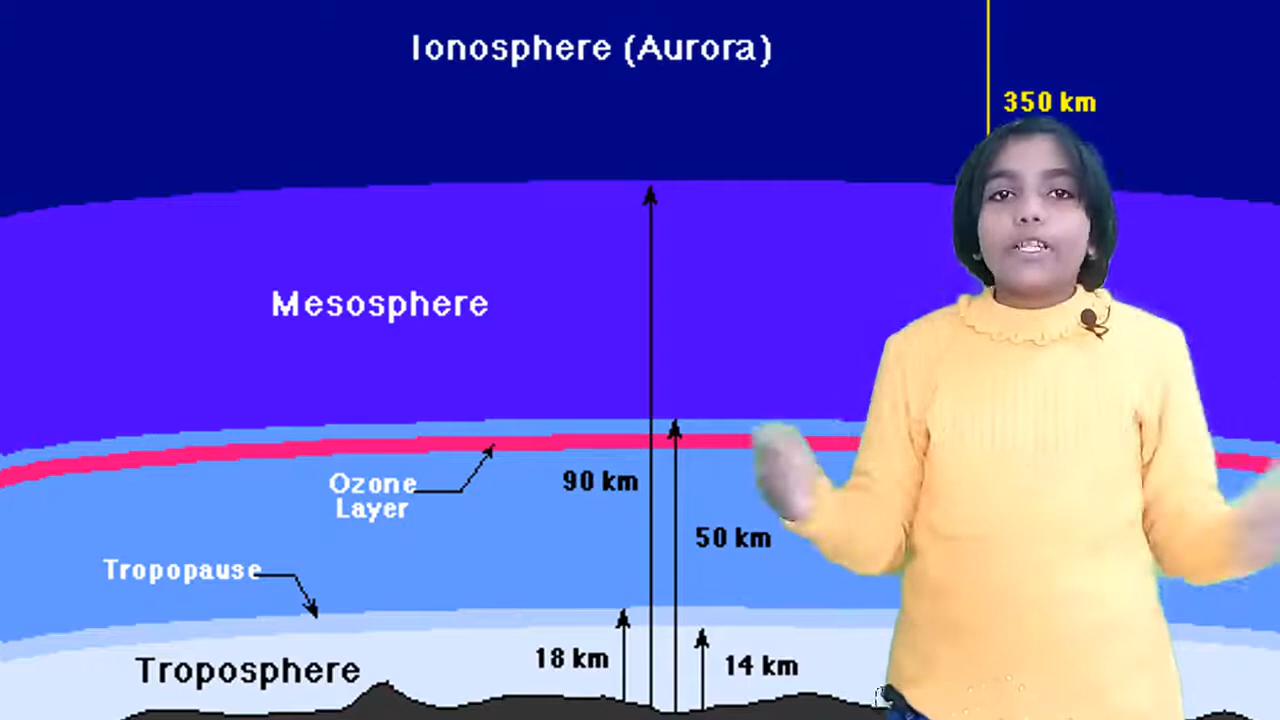 Ionosphere (Aurora)
350 km
Mesosphere
Ozone
Layer
90 km
50 km
Tropopause
18 km
14 km
Troposphere